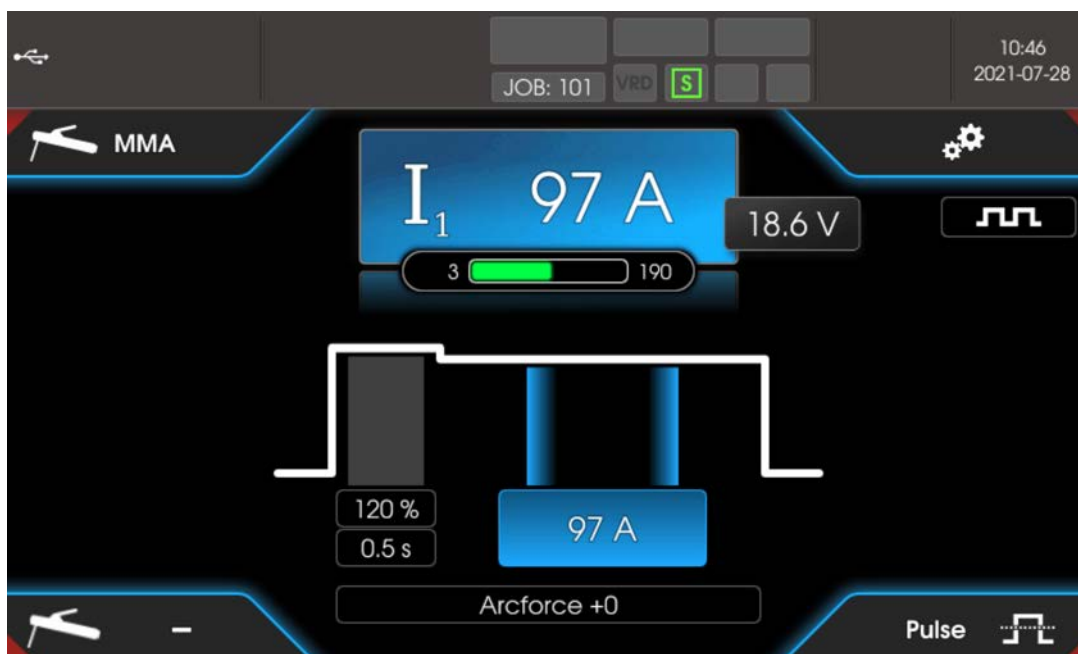 10:46
2021-07-28
JOB: 101
VRD
S
MMA
I1 97 A
18.6 V
3 190
120 %
0.5 s
97 A
Arcforce +0
–
Pulse